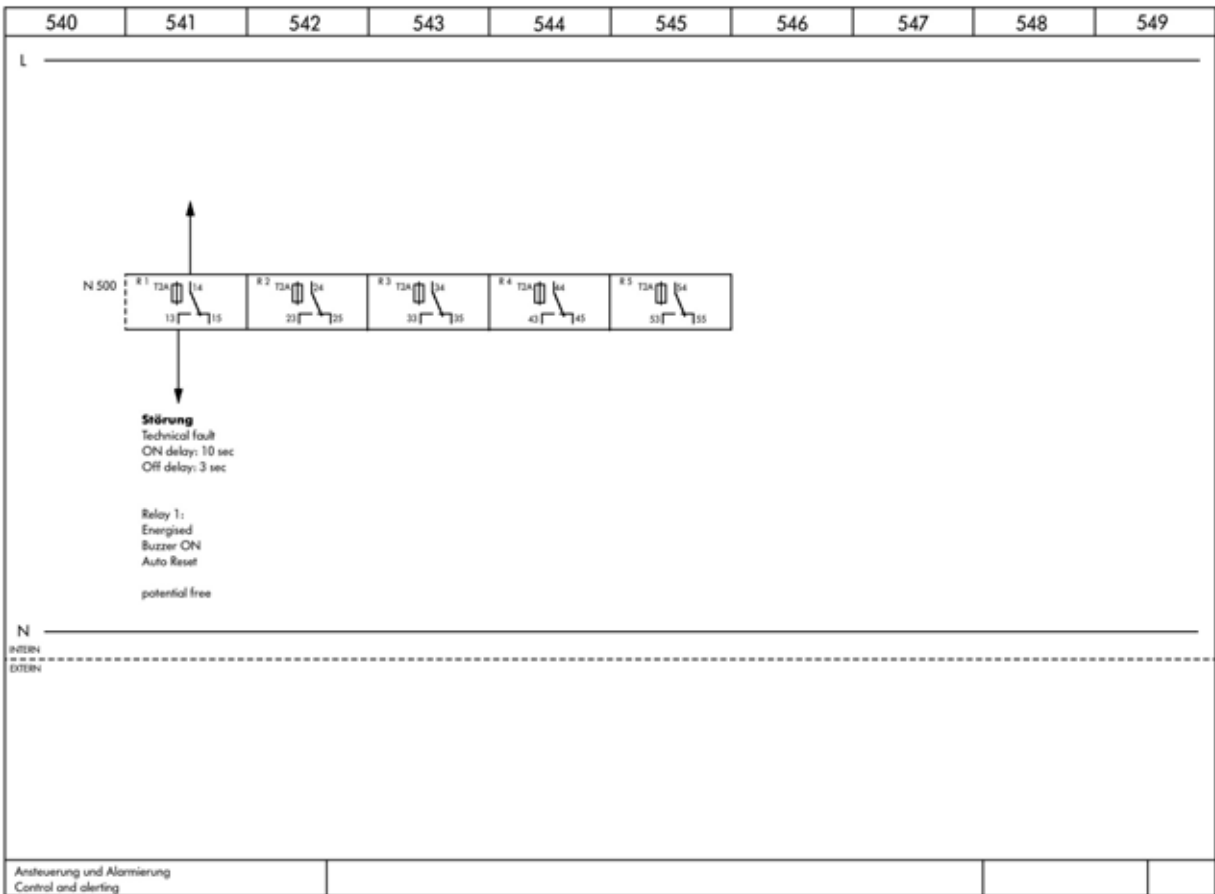 540 541 542 543 544 545 546 547 548 549
L
N 500
R 1 T2A 14
13 15
R 2 T2A 24
23 25
R 3 T2A 34
33 35
R 4 T2A 44
43 45
R 5 T2A 54
53 55
Störung
Technical fault
ON delay: 10 sec
Off delay: 3 sec
Relay 1:
Energised
Buzzer ON
Auto Reset
potential free
N
INTERN
EXTERN
Ansteuerung und Alarmierung
Control and alerting